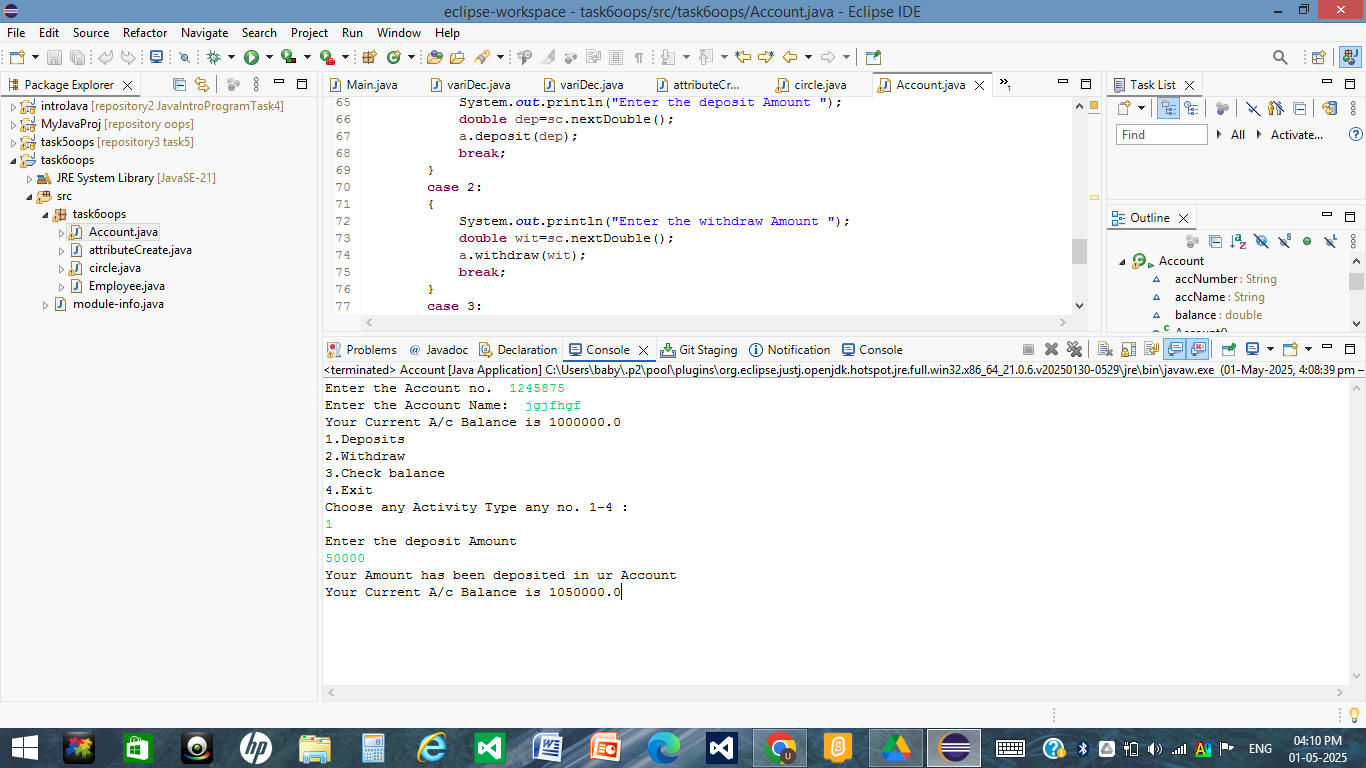 eclipse-workspace - task6oops/src/task6oops/Account.java - Eclipse IDE
File Edit Source Refactor Navigate Search Project Run Window Help
Package Explorer
introJava [repository2 JavaIntroProgramTask4]
MyJavaProj [repository oops]
task5oops [repository3 task5]
task6oops
JRE System Library [JavaSE-21]
src
task6oops
Account.java
attributeCreate.java
circle.java
Employee.java
module-info.java
Main.java variDec.java variDec.java attributeCr... circle.java Account.java »1
65 System.out.println("Enter the deposit Amount ");
66 double dep=sc.nextDouble();
67 a.deposit(dep);
68 break;
69 }
70 case 2:
71 {
72 System.out.println("Enter the withdraw Amount ");
73 double wit=sc.nextDouble();
74 a.withdraw(wit);
75 break;
76 }
77 case 3:
Task List
Find All Activate...
Outline
Account
accNumber : String
accName : String
balance : double
Account()
Problems @ Javadoc Declaration Console Git Staging Notification Console
<terminated> Account [Java Application] C:\Users\baby\.p2\pool\plugins\org.eclipse.justj.openjdk.hotspot.jre.full.win32.x86_64_21.0.6.v20250130-0529\jre\bin\javaw.exe (01-May-2025, 4:08:39 pm –
Enter the Account no. 1245875
Enter the Account Name: jgjfhgf
Your Current A/c Balance is 1000000.0
1.Deposits
2.Withdraw
3.Check balance
4.Exit
Choose any Activity Type any no. 1-4 :
1
Enter the deposit Amount
50000
Your Amount has been deposited in ur Account
Your Current A/c Balance is 1050000.0
ENG
04:10 PM
01-05-2025